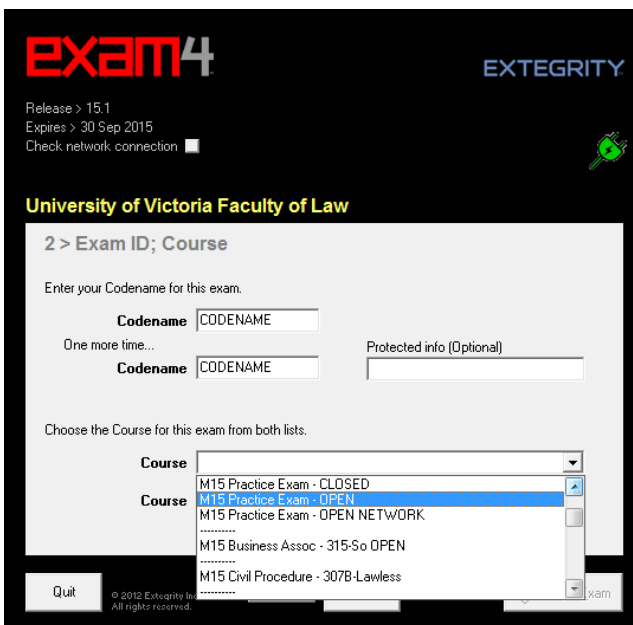 exam4
EXTEGRITY
Release > 15.1
Expires > 30 Sep 2015
Check network connection
University of Victoria Faculty of Law
2 > Exam ID; Course
Enter your Codename for this exam.
Codename CODENAME
One more time...
Protected info (Optional)
Codename CODENAME
Choose the Course for this exam from both lists.
Course
M15 Practice Exam - CLOSED
Course M15 Practice Exam - OPEN
M15 Practice Exam - OPEN NETWORK
----------
M15 Business Assoc - 315-So OPEN
----------
M15 Civil Procedure - 307B-Lawless
----------
Quit
© 2012 Extegrity
All rights reserved.